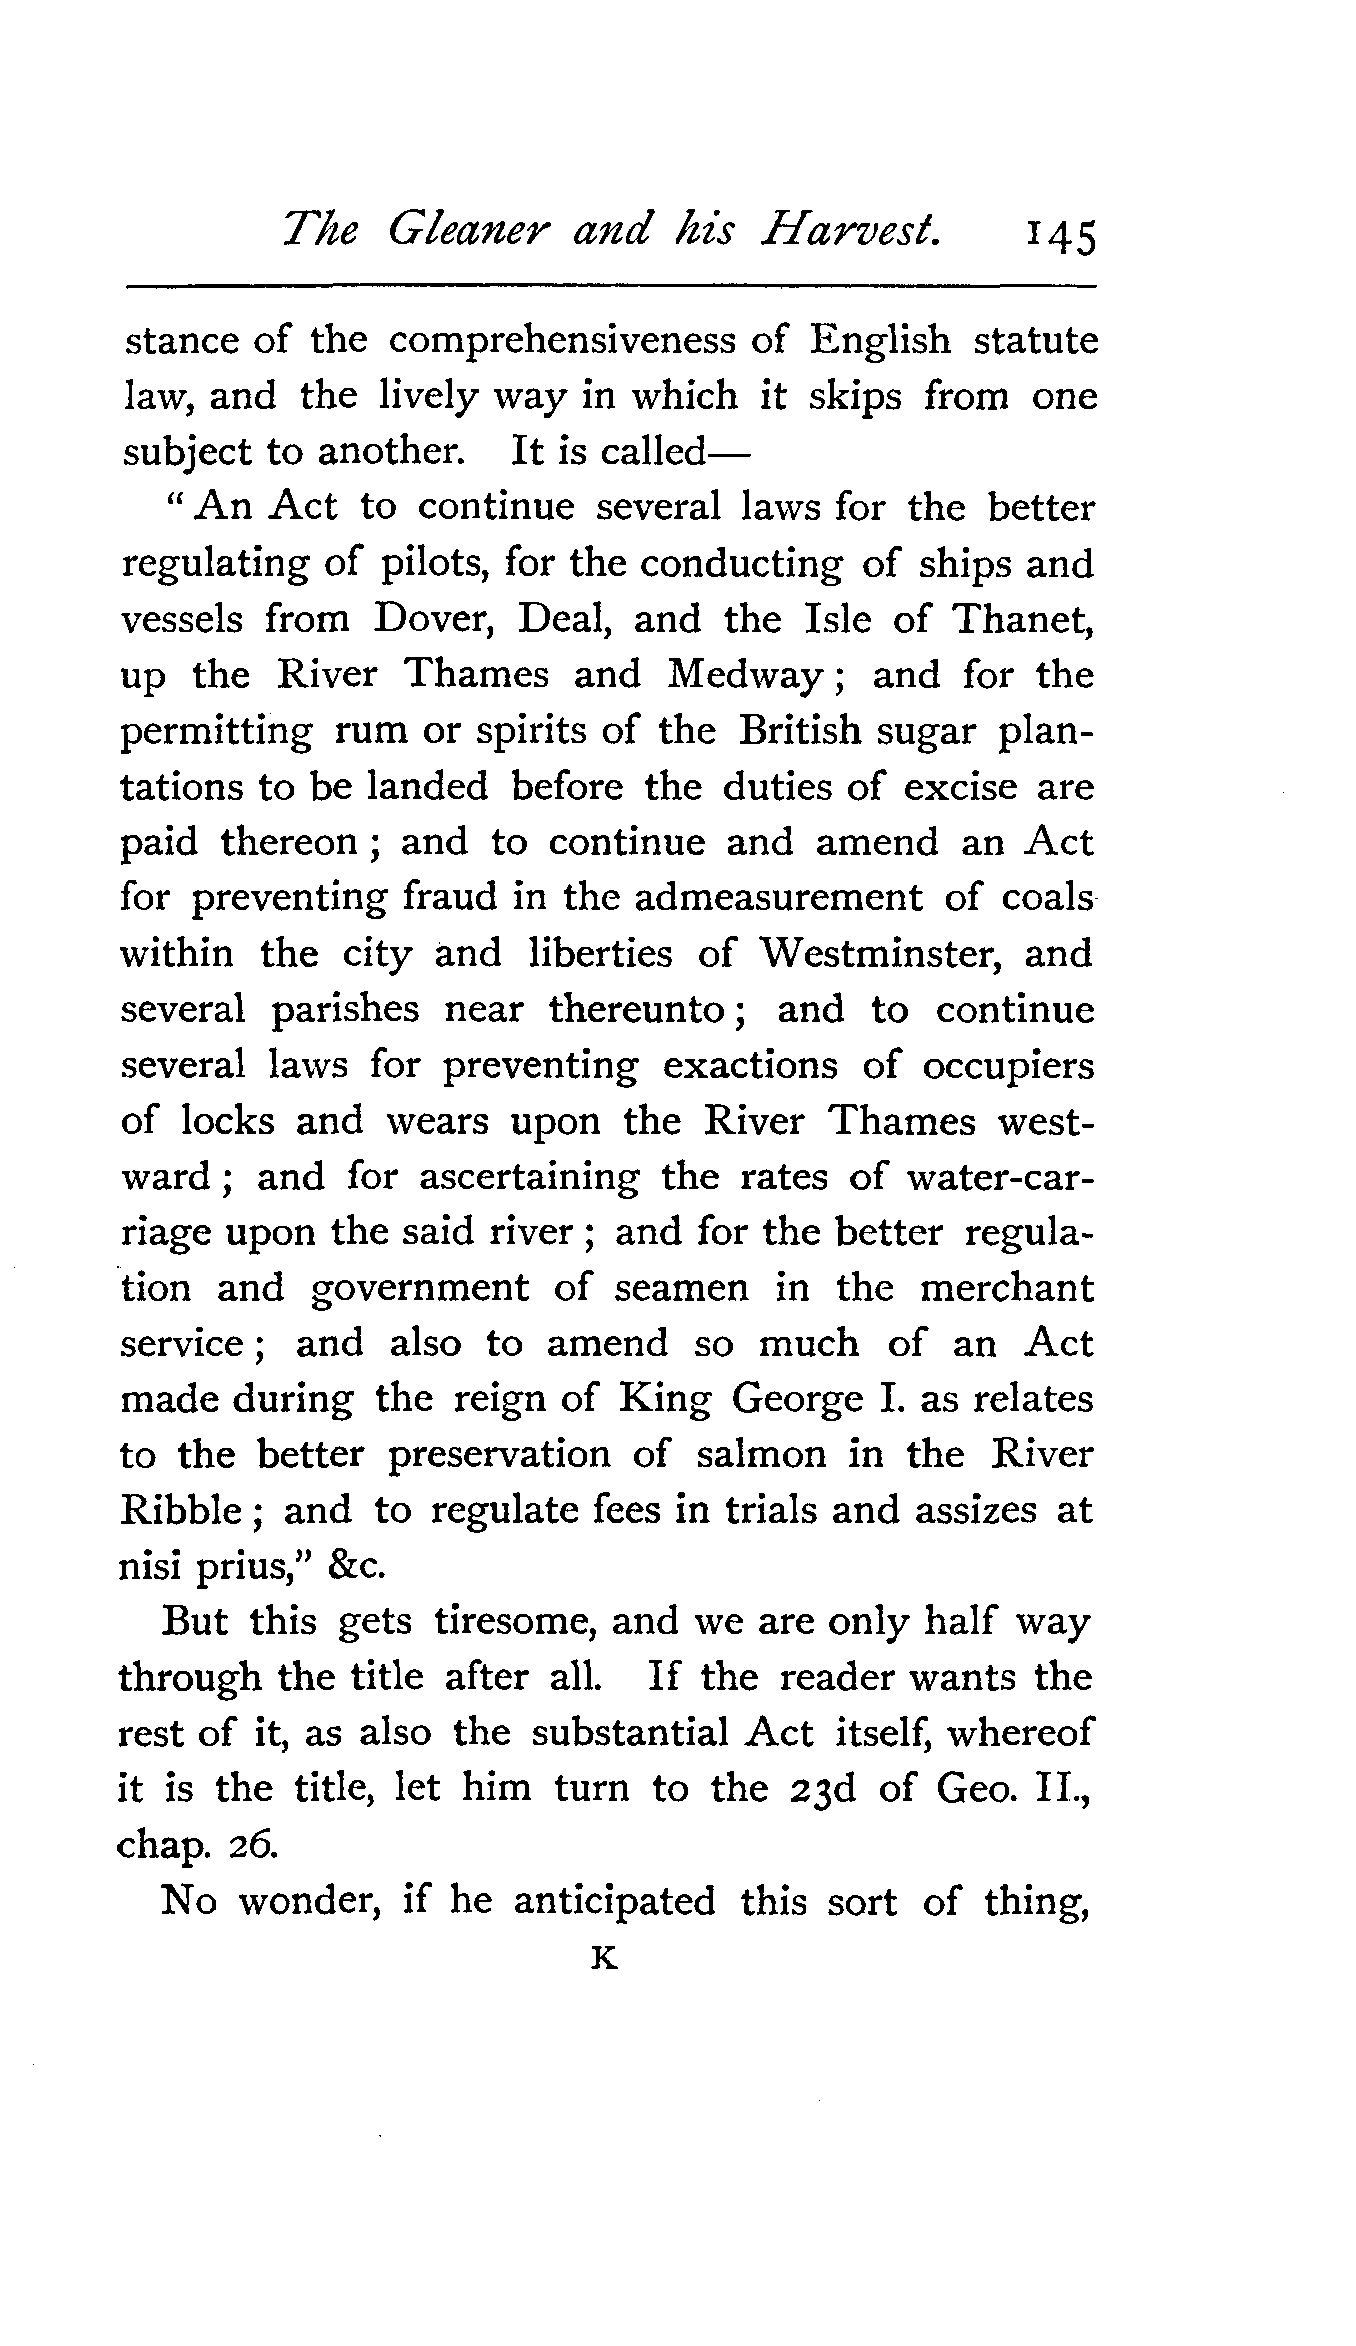 The Gleaner and his Harvest. 145
stance of the comprehensiveness of English statute
law, and the lively way in which it skips from one
subject to another. It is called—
“ An Act to continue several laws for the better
regulating of pilots, for the conducting of ships and
vessels from Dover, Deal, and the Isle of Thanet,
up the River Thames and Medway ; and for the
permitting rum or spirits of the British sugar plan-
tations to be landed before the duties of excise are
paid thereon ; and to continue and amend an Act
for preventing fraud in the admeasurement of coals
within the city and liberties of Westminster, and
several parishes near thereunto ; and to continue
several laws for preventing exactions of occupiers
of locks and wears upon the River Thames west-
ward ; and for ascertaining the rates of water-car-
riage upon the said river ; and for the better regula-
tion and government of seamen in the merchant
service ; and also to amend so much of an Act
made during the reign of King George I. as relates
to the better preservation of salmon in the River
Ribble ; and to regulate fees in trials and assizes at
nisi prius,” &c.
But this gets tiresome, and we are only half way
through the title after all. If the reader wants the
rest of it, as also the substantial Act itself, whereof
it is the title, let him turn to the 23d of Geo. II.,
chap. 26.
No wonder, if he anticipated this sort of thing,
K